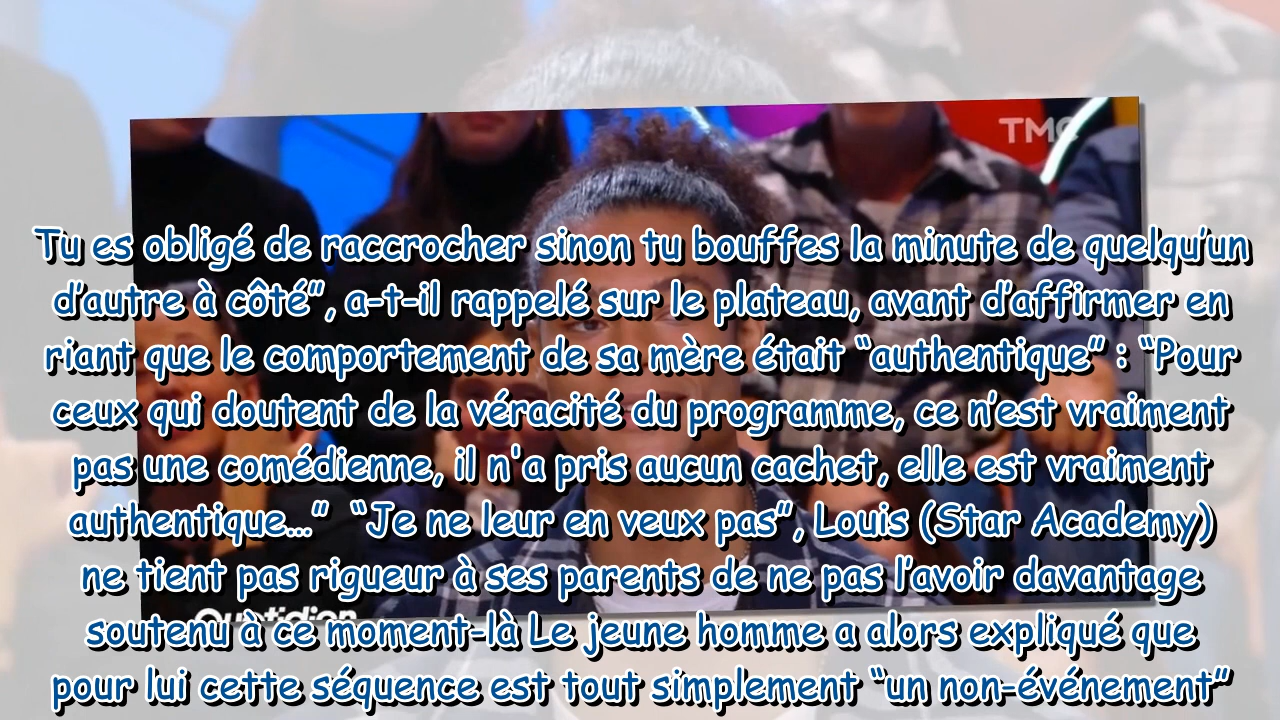 TMC
Tu es obligé de raccrocher sinon tu bouffes la minute de quelqu’un
d’autre à côté”, a-t-il rappelé sur le plateau, avant d’affirmer en
riant que le comportement de sa mère était “authentique” : “Pour
ceux qui doutent de la véracité du programme, ce n’est vraiment
pas une comédienne, il n'a pris aucun cachet, elle est vraiment
authentique...”  “Je ne leur en veux pas”, Louis (Star Academy)
ne tient pas rigueur à ses parents de ne pas l’avoir davantage
Quotidien
soutenu à ce moment-là Le jeune homme a alors expliqué que
pour lui cette séquence est tout simplement “un non-événement”